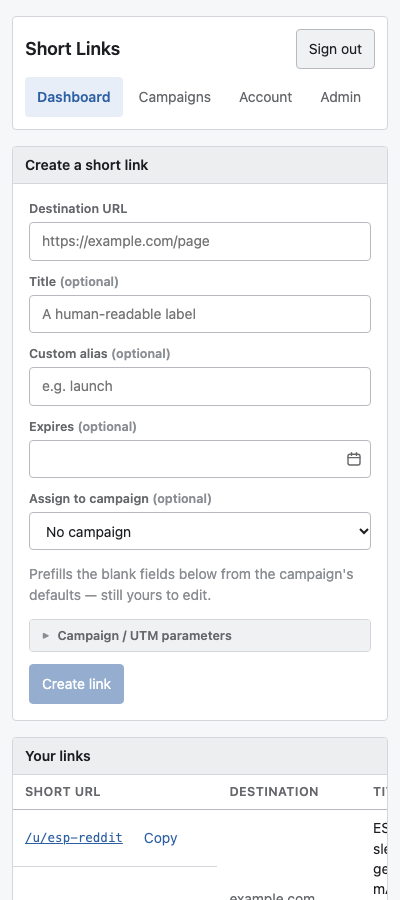 Short Links
Sign out
Dashboard Campaigns Account Admin
Create a short link
Destination URL
https://example.com/page
Title (optional)
A human-readable label
Custom alias (optional)
e.g. launch
Expires (optional)
Assign to campaign (optional)
No campaign
Prefills the blank fields below from the campaign's
defaults — still yours to edit.
Campaign / UTM parameters
Create link
Your links
SHORT URL DESTINATION
/u/esp-reddit Copy
example.com